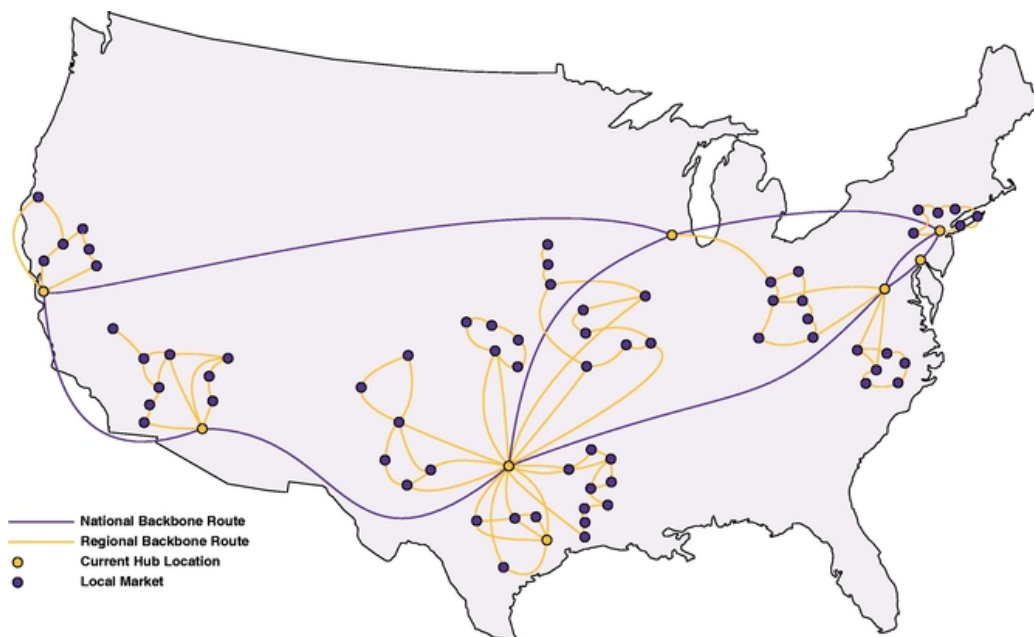 National Backbone Route
Regional Backbone Route
Current Hub Location
Local Market